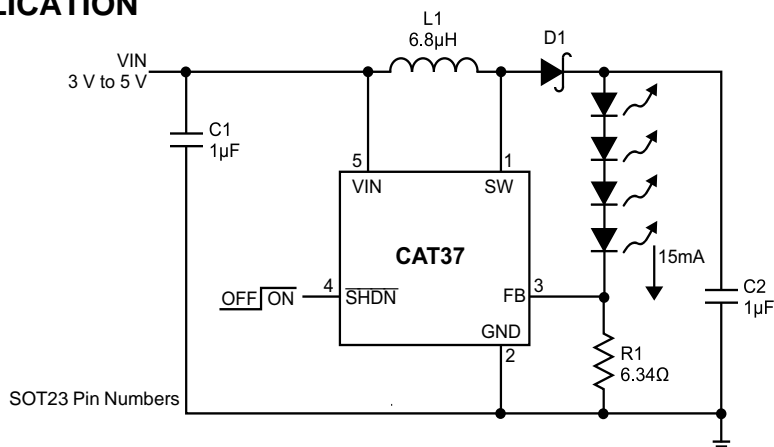 LICATION
L1
6.8µH
D1
VIN
3 V to 5 V
C1
1µF
5
1
VIN
SW
CAT37
15mA
4
3
OFF ON
SHDN
FB
C2
1µF
GND
2
R1
6.34Ω
SOT23 Pin Numbers